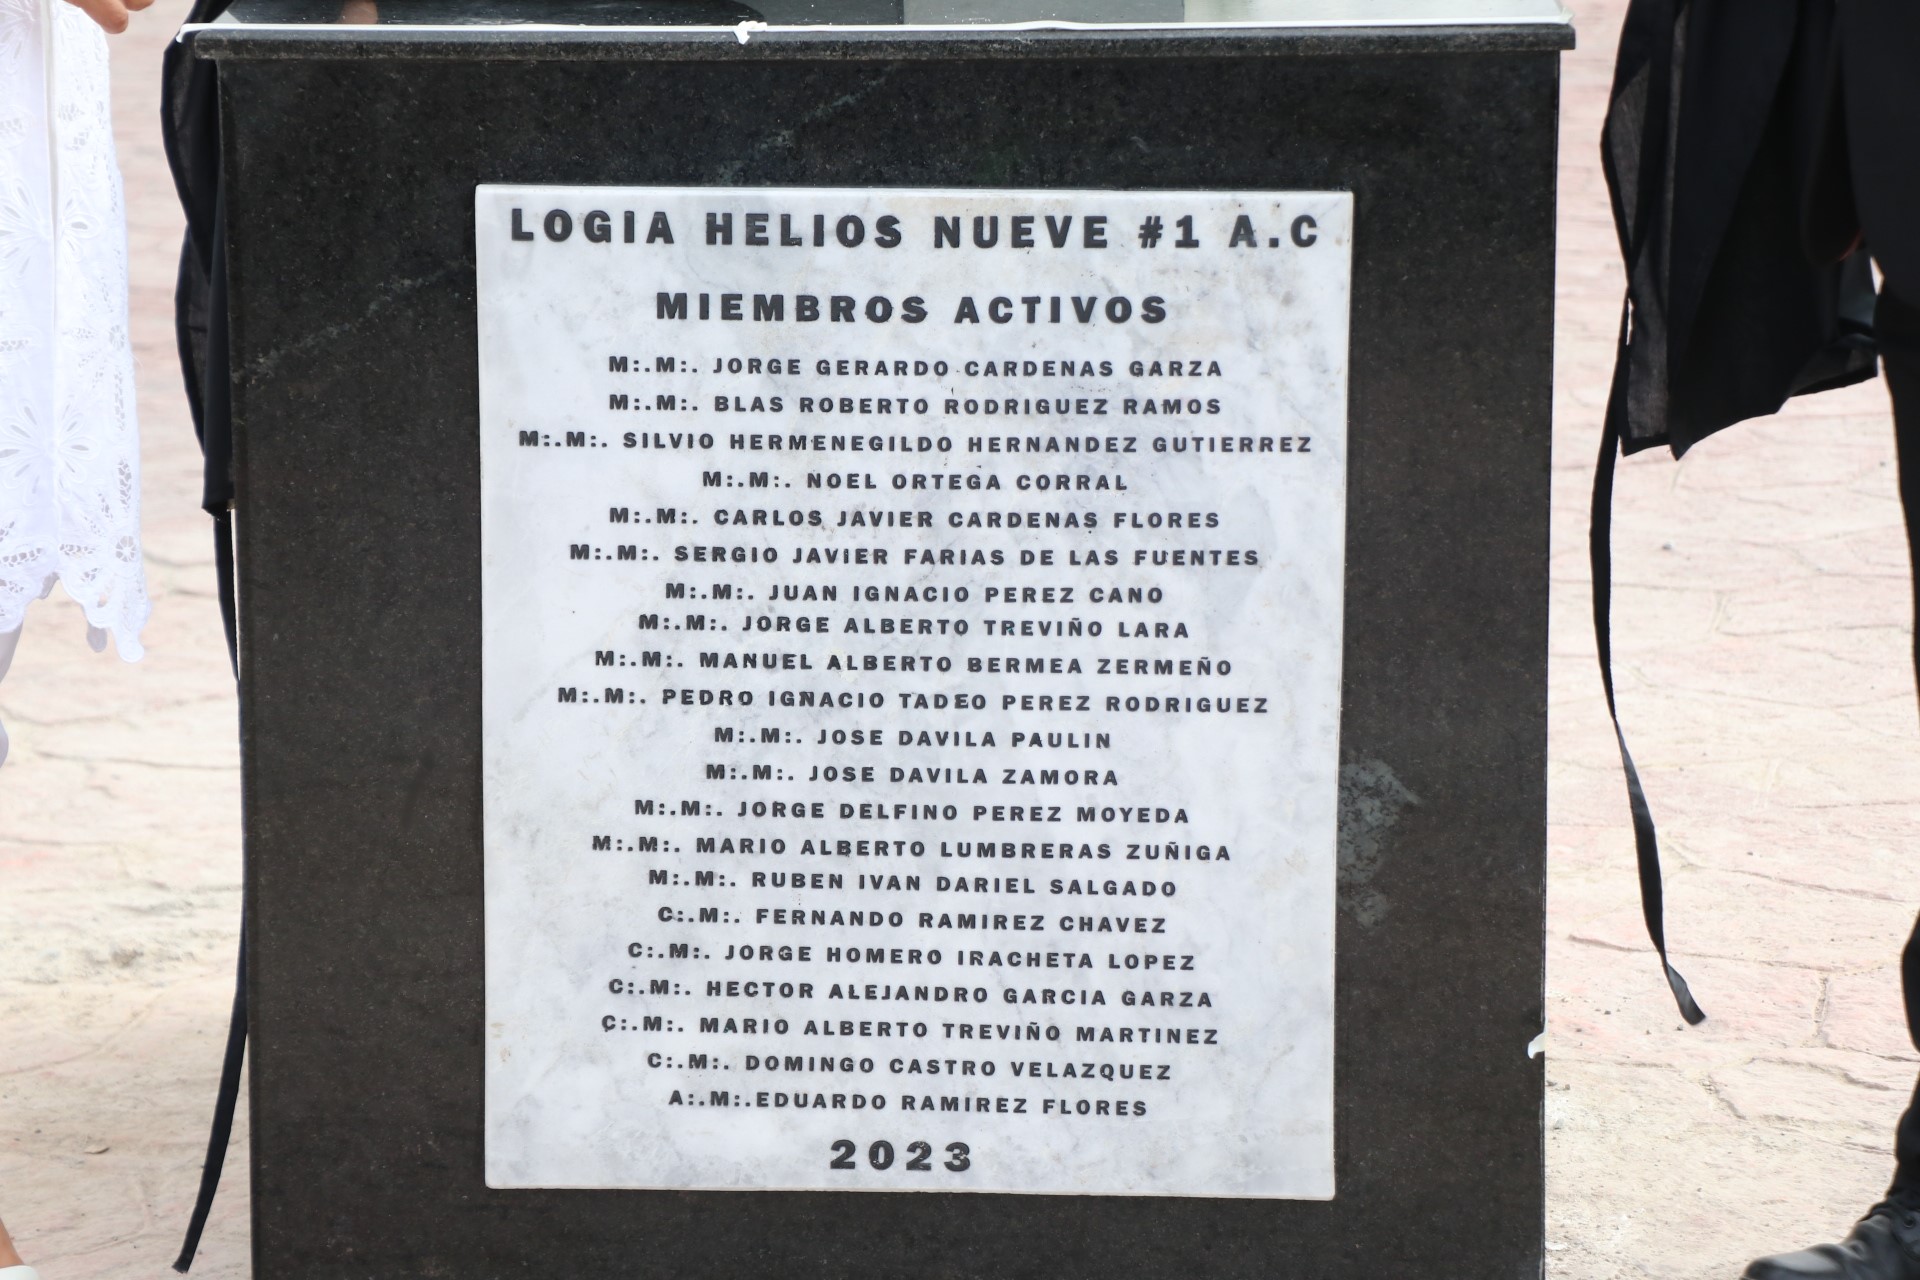 LOGIA HELIOS NUEVE #1 A.C
MIEMBROS ACTIVOS
M:.M:. JORGE GERARDO CARDENAS GARZA
M:.M:. BLAS ROBERTO RODRIGUEZ RAMOS
M:.M:. SILVIO HERMENEGILDO HERNANDEZ GUTIERREZ
M:.M:. NOEL ORTEGA CORRAL
M:.M:. CARLOS JAVIER CARDENAS FLORES
M:.M:. SERGIO JAVIER FARIAS DE LAS FUENTES
M:.M:. JUAN IGNACIO PEREZ CANO
M:.M:. JORGE ALBERTO TREVIÑO LARA
M:.M:. MANUEL ALBERTO BERMEA ZERMEÑO
M:.M:. PEDRO IGNACIO TADEO PEREZ RODRIGUEZ
M:.M:. JOSE DAVILA PAULIN
M:.M:. JOSE DAVILA ZAMORA
M:.M:. JORGE DELFINO PEREZ MOYEDA
M:.M:. MARIO ALBERTO LUMBRERAS ZUÑIGA
M:.M:. RUBEN IVAN DARIEL SALGADO
C:.M:. FERNANDO RAMIREZ CHAVEZ
C:.M:. JORGE HOMERO IRACHETA LOPEZ
C:.M:. HECTOR ALEJANDRO GARCIA GARZA
C:.M:. MARIO ALBERTO TREVIÑO MARTINEZ
C:.M:. DOMINGO CASTRO VELAZQUEZ
A:.M:.EDUARDO RAMIREZ FLORES
2023